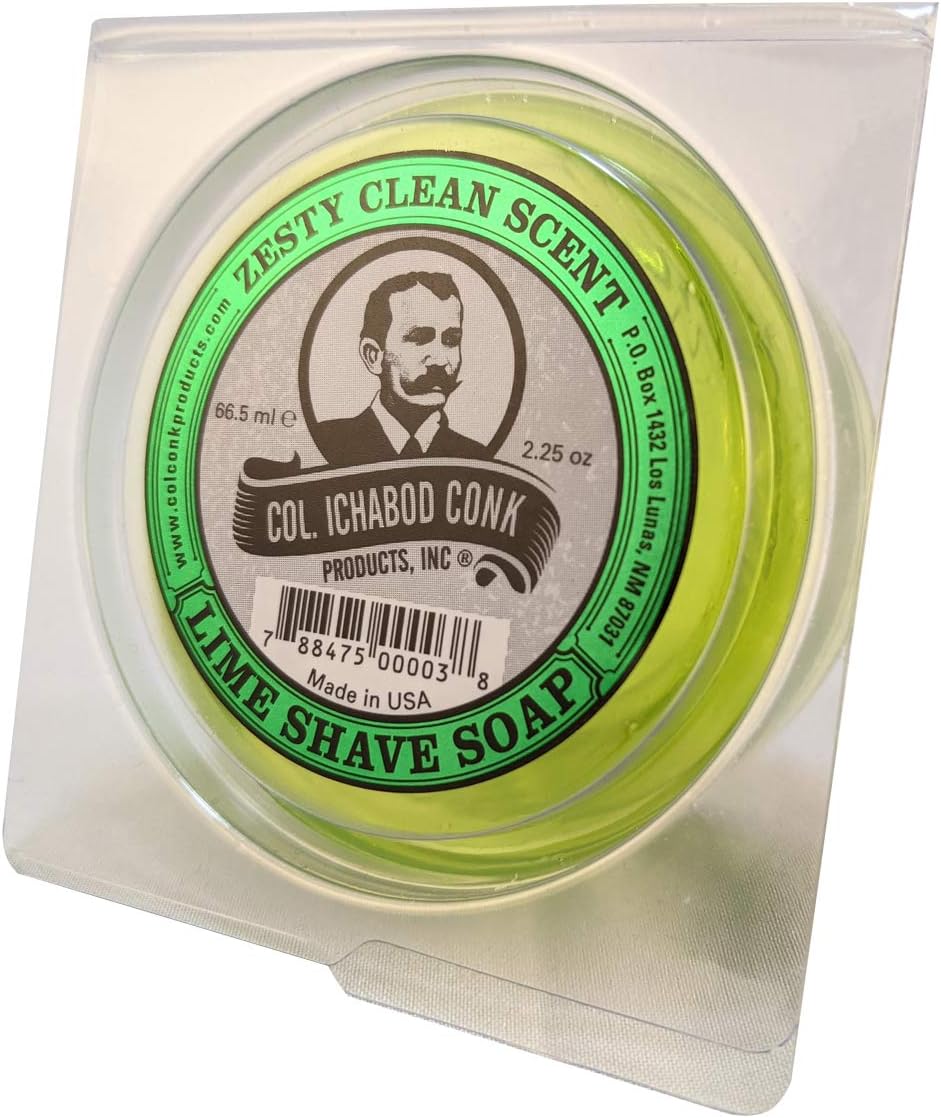 ZESTY CLEAN SCENT
www.colconkproducts.com
P.O. Box 1432 Los Lunas, NM 87031
66.5 ml ℮
2.25 oz
COL. ICHABOD CONK
PRODUCTS, INC ®
7 88475 00003 8
Made in USA
LIME SHAVE SOAP